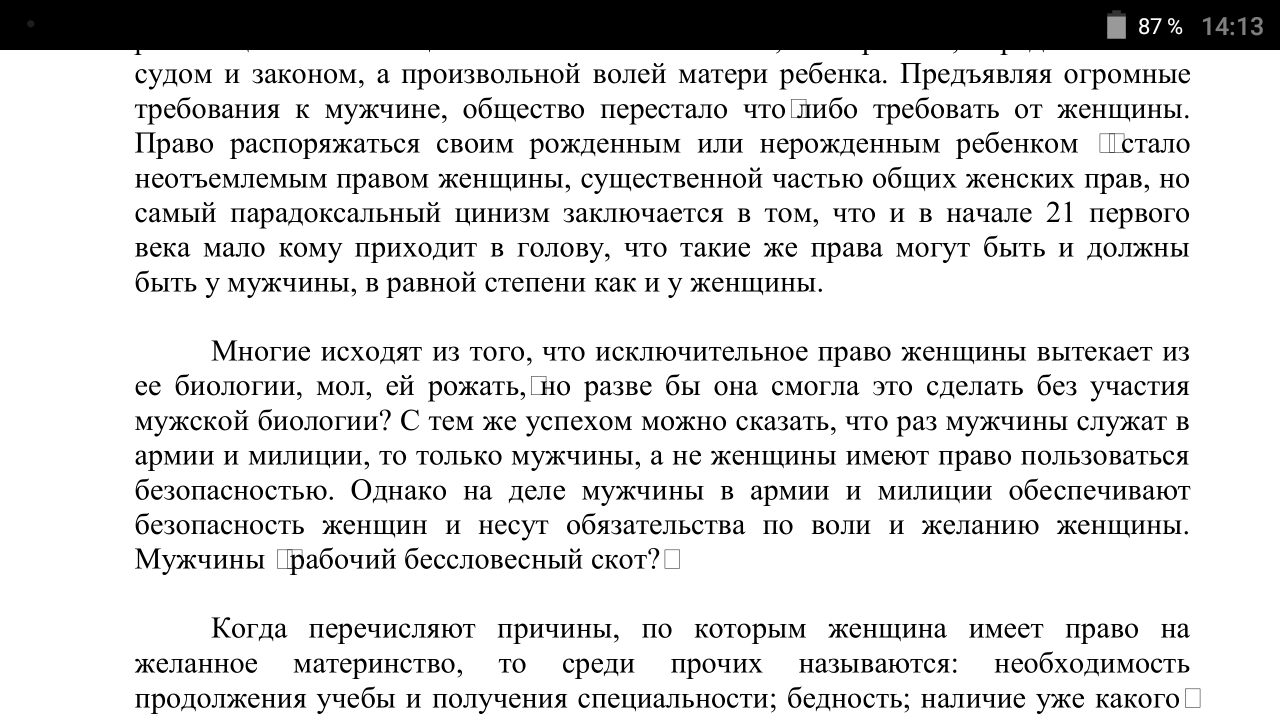 87 % 14:13
судом и законом, а произвольной волей матери ребенка. Предъявляя огромные
требования к мужчине, общество перестало что□либо требовать от женщины.
Право распоряжаться своим рожденным или нерожденным ребенком □□стало
неотъемлемым правом женщины, существенной частью общих женских прав, но
самый парадоксальный цинизм заключается в том, что и в начале 21 первого
века мало кому приходит в голову, что такие же права могут быть и должны
быть у мужчины, в равной степени как и у женщины.
Многие исходят из того, что исключительное право женщины вытекает из
ее биологии, мол, ей рожать,□но разве бы она смогла это сделать без участия
мужской биологии? С тем же успехом можно сказать, что раз мужчины служат в
армии и милиции, то только мужчины, а не женщины имеют право пользоваться
безопасностью. Однако на деле мужчины в армии и милиции обеспечивают
безопасность женщин и несут обязательства по воли и желанию женщины.
Мужчины □□рабочий бессловесный скот?□
Когда перечисляют причины, по которым женщина имеет право на
желанное материнство, то среди прочих называются: необходимость
продолжения учебы и получения специальности; бедность; наличие уже какого□